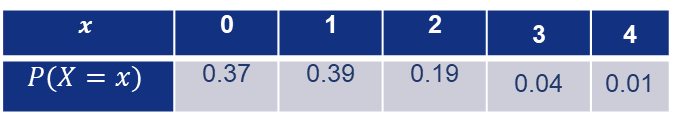 x 0 1 2 3 4
P(X = x) 0.37 0.39 0.19 0.04 0.01